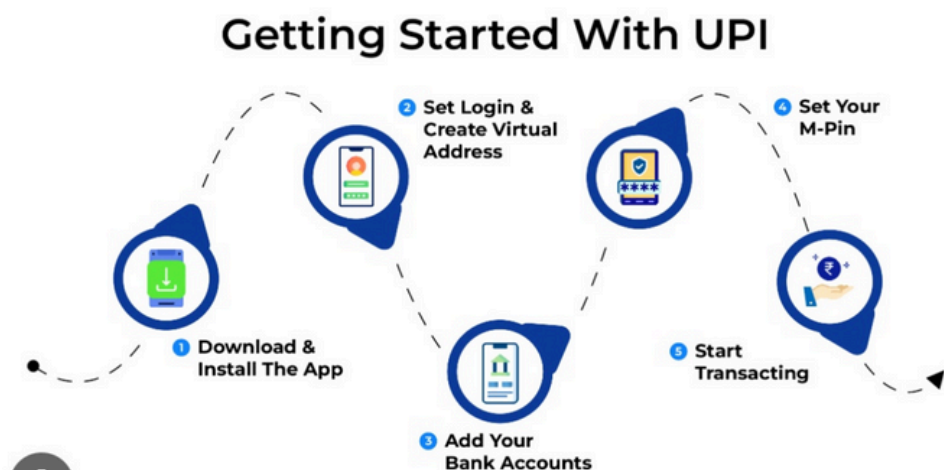 Getting Started With UPI
1 Download &
Install The App
2 Set Login &
Create Virtual
Address
3 Add Your
Bank Accounts
4 Set Your
M-Pin
5 Start
Transacting
****
₹